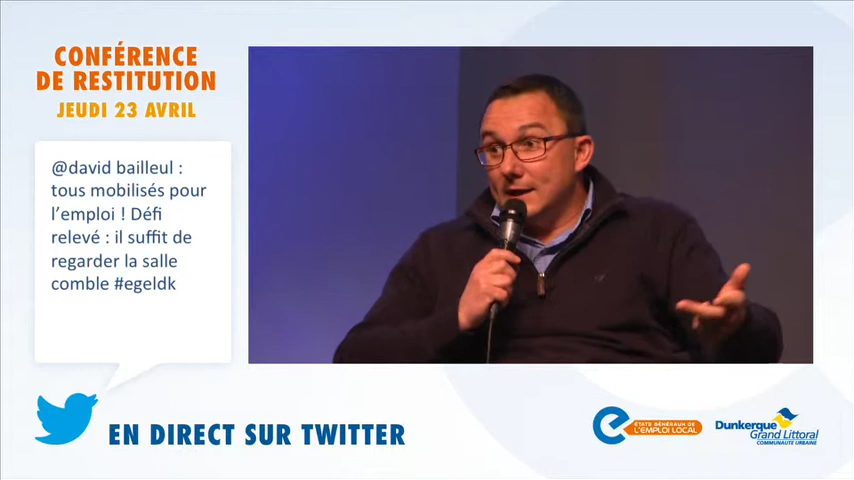 CONFÉRENCE
DE RESTITUTION
JEUDI 23 AVRIL
@david bailleul :
tous mobilisés pour
l’emploi ! Défi
relevé : il suffit de
regarder la salle
comble #egeldk
EN DIRECT SUR TWITTER
e ÉTATS GÉNÉRAUX DE
L'EMPLOI LOCAL
Dunkerque
Grand Littoral
COMMUNAUTÉ URBAINE